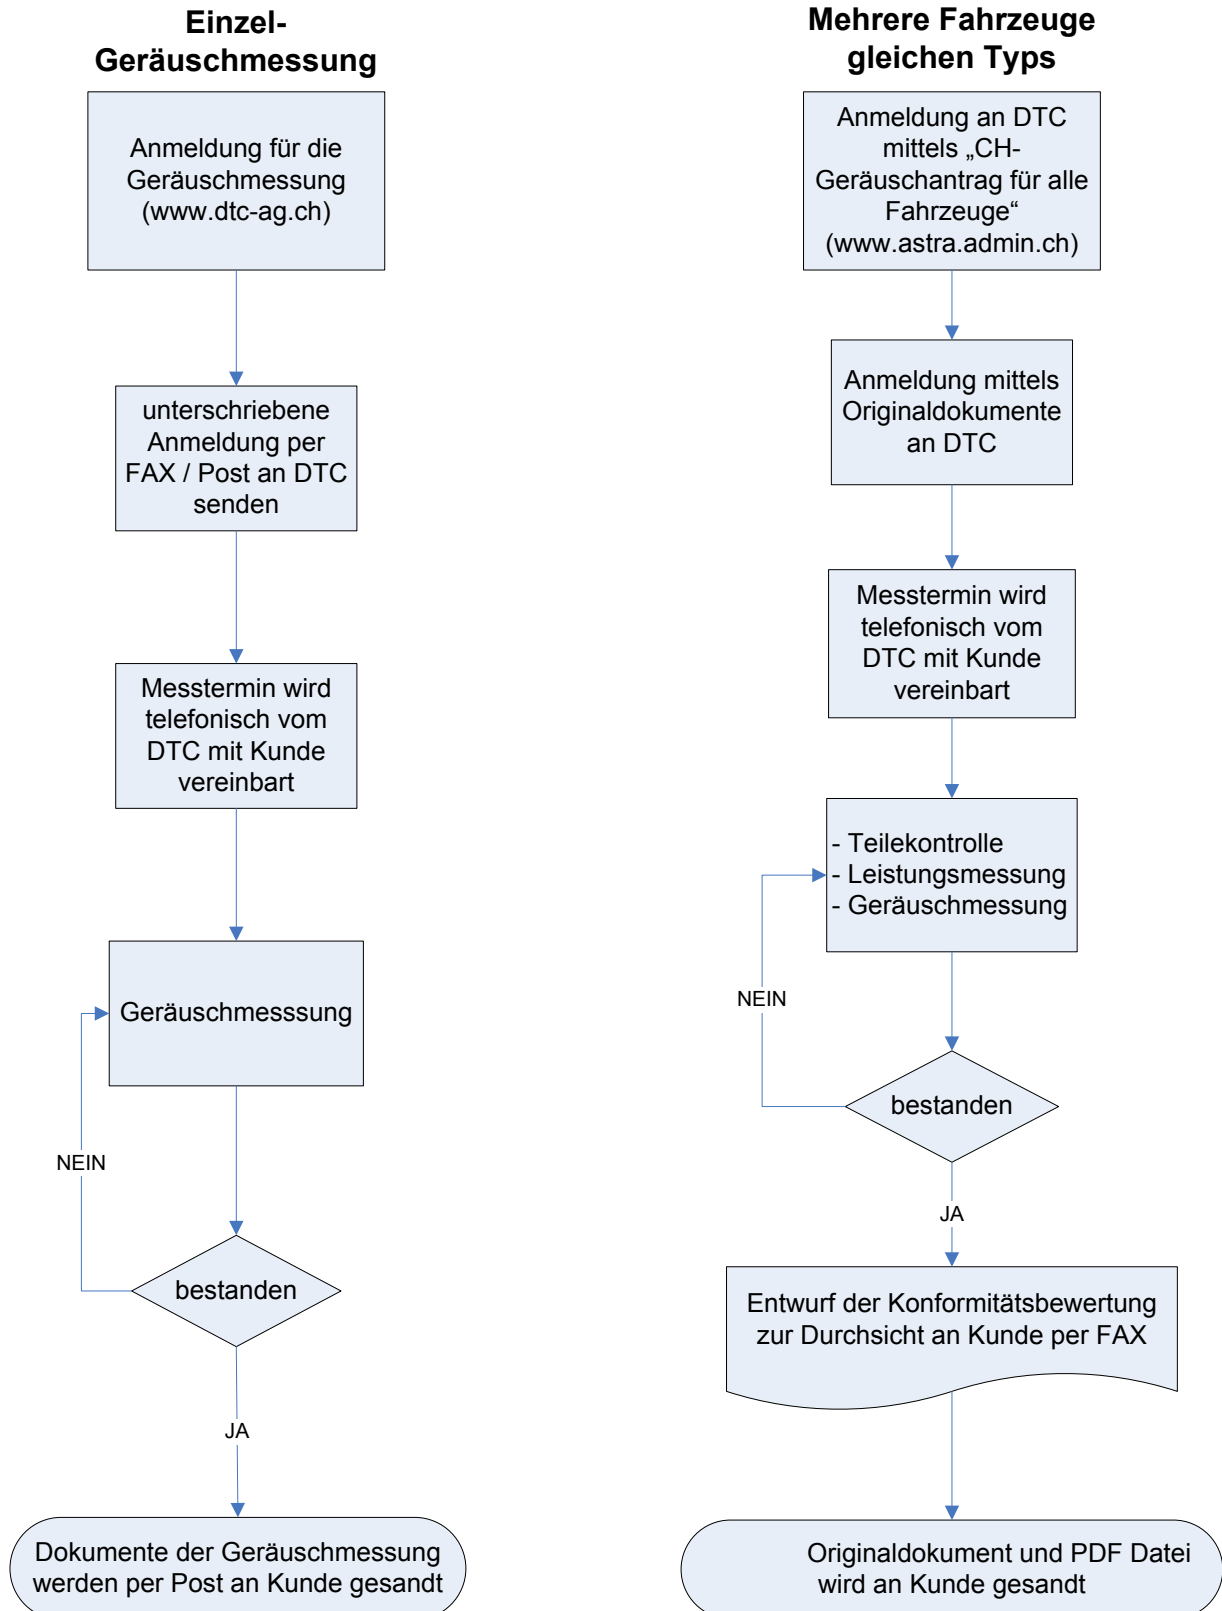 Einzel-
Geräuschmessung
Anmeldung für die
Geräuschmessung
(www.dtc-ag.ch)
unterschriebene
Anmeldung per
FAX / Post an DTC
senden
Messtermin wird
telefonisch vom
DTC mit Kunde
vereinbart
Geräuschmesssung
NEIN
bestanden
JA
Dokumente der Geräuschmessung
werden per Post an Kunde gesandt
Mehrere Fahrzeuge
gleichen Typs
Anmeldung an DTC
mittels „CH-
Geräuschantrag für alle
Fahrzeuge“
(www.astra.admin.ch)
Anmeldung mittels
Originaldokumente
an DTC
Messtermin wird
telefonisch vom
DTC mit Kunde
vereinbart
- Teilekontrolle
- Leistungsmessung
- Geräuschmessung
NEIN
bestanden
JA
Entwurf der Konformitätsbewertung
zur Durchsicht an Kunde per FAX
Originaldokument und PDF Datei
wird an Kunde gesandt